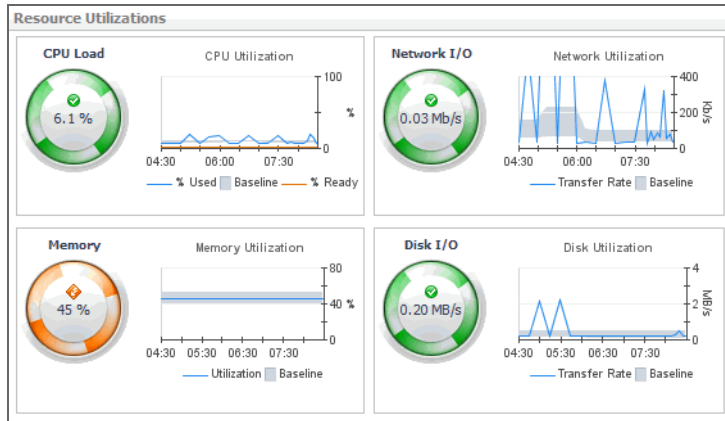 Resource Utilizations
CPU Load
6.1 %
CPU Utilization
100
%
0
04:30 06:00 07:30
% Used Baseline % Ready
Network I/O
0.03 Mb/s
Network Utilization
400
200
0
Kb/s
04:30 06:00 07:30
Transfer Rate Baseline
Memory
45 %
Memory Utilization
80
40
0
%
04:30 05:30 06:30 07:30
Utilization Baseline
Disk I/O
0.20 MB/s
Disk Utilization
4
2
0
MB/s
04:30 05:30 06:30 07:30
Transfer Rate Baseline